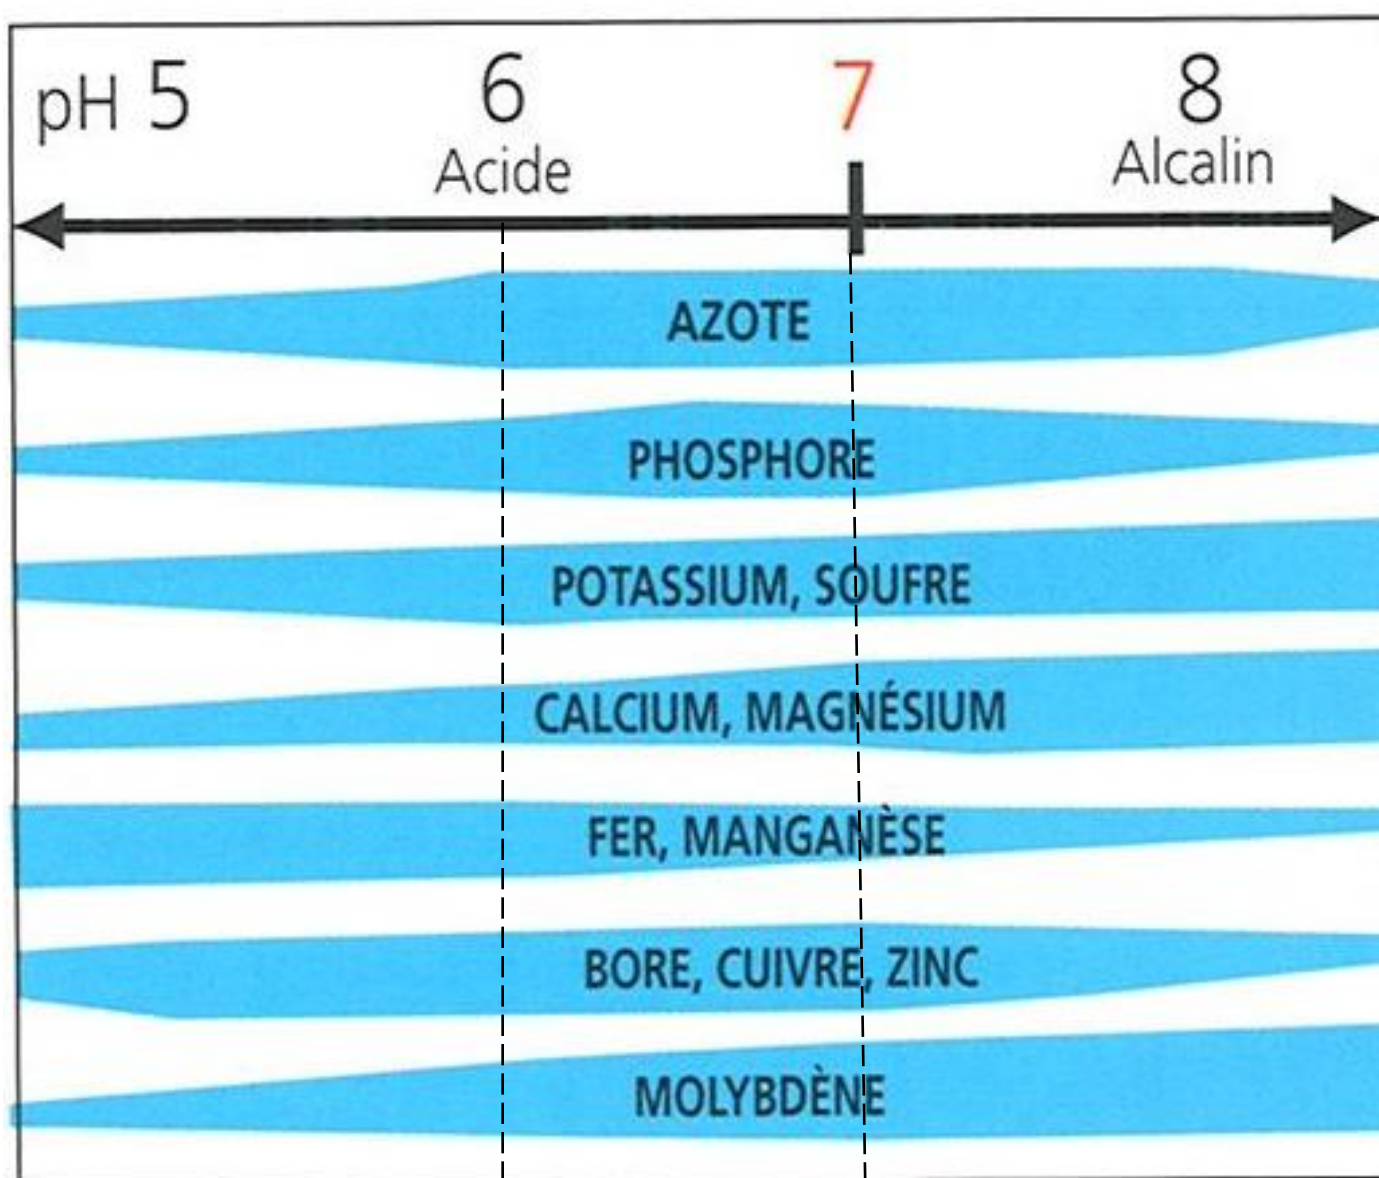 pH 5 6 7 8
Acide Alcalin
AZOTE
PHOSPHORE
POTASSIUM, SOUFRE
CALCIUM, MAGNÉSIUM
FER, MANGANÈSE
BORE, CUIVRE, ZINC
MOLYBDÈNE